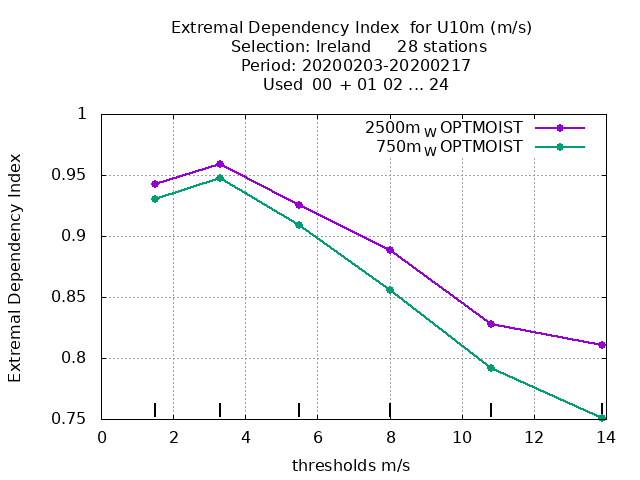 Extremal Dependency Index  for U10m (m/s)
Selection: Ireland     28 stations
Period: 20200203-20200217
Used  00 + 01 02 ... 24
2500m W OPTMOIST
750m W OPTMOIST
Extremal Dependency Index
1
0.95
0.9
0.85
0.8
0.75
0 2 4 6 8 10 12 14
thresholds m/s